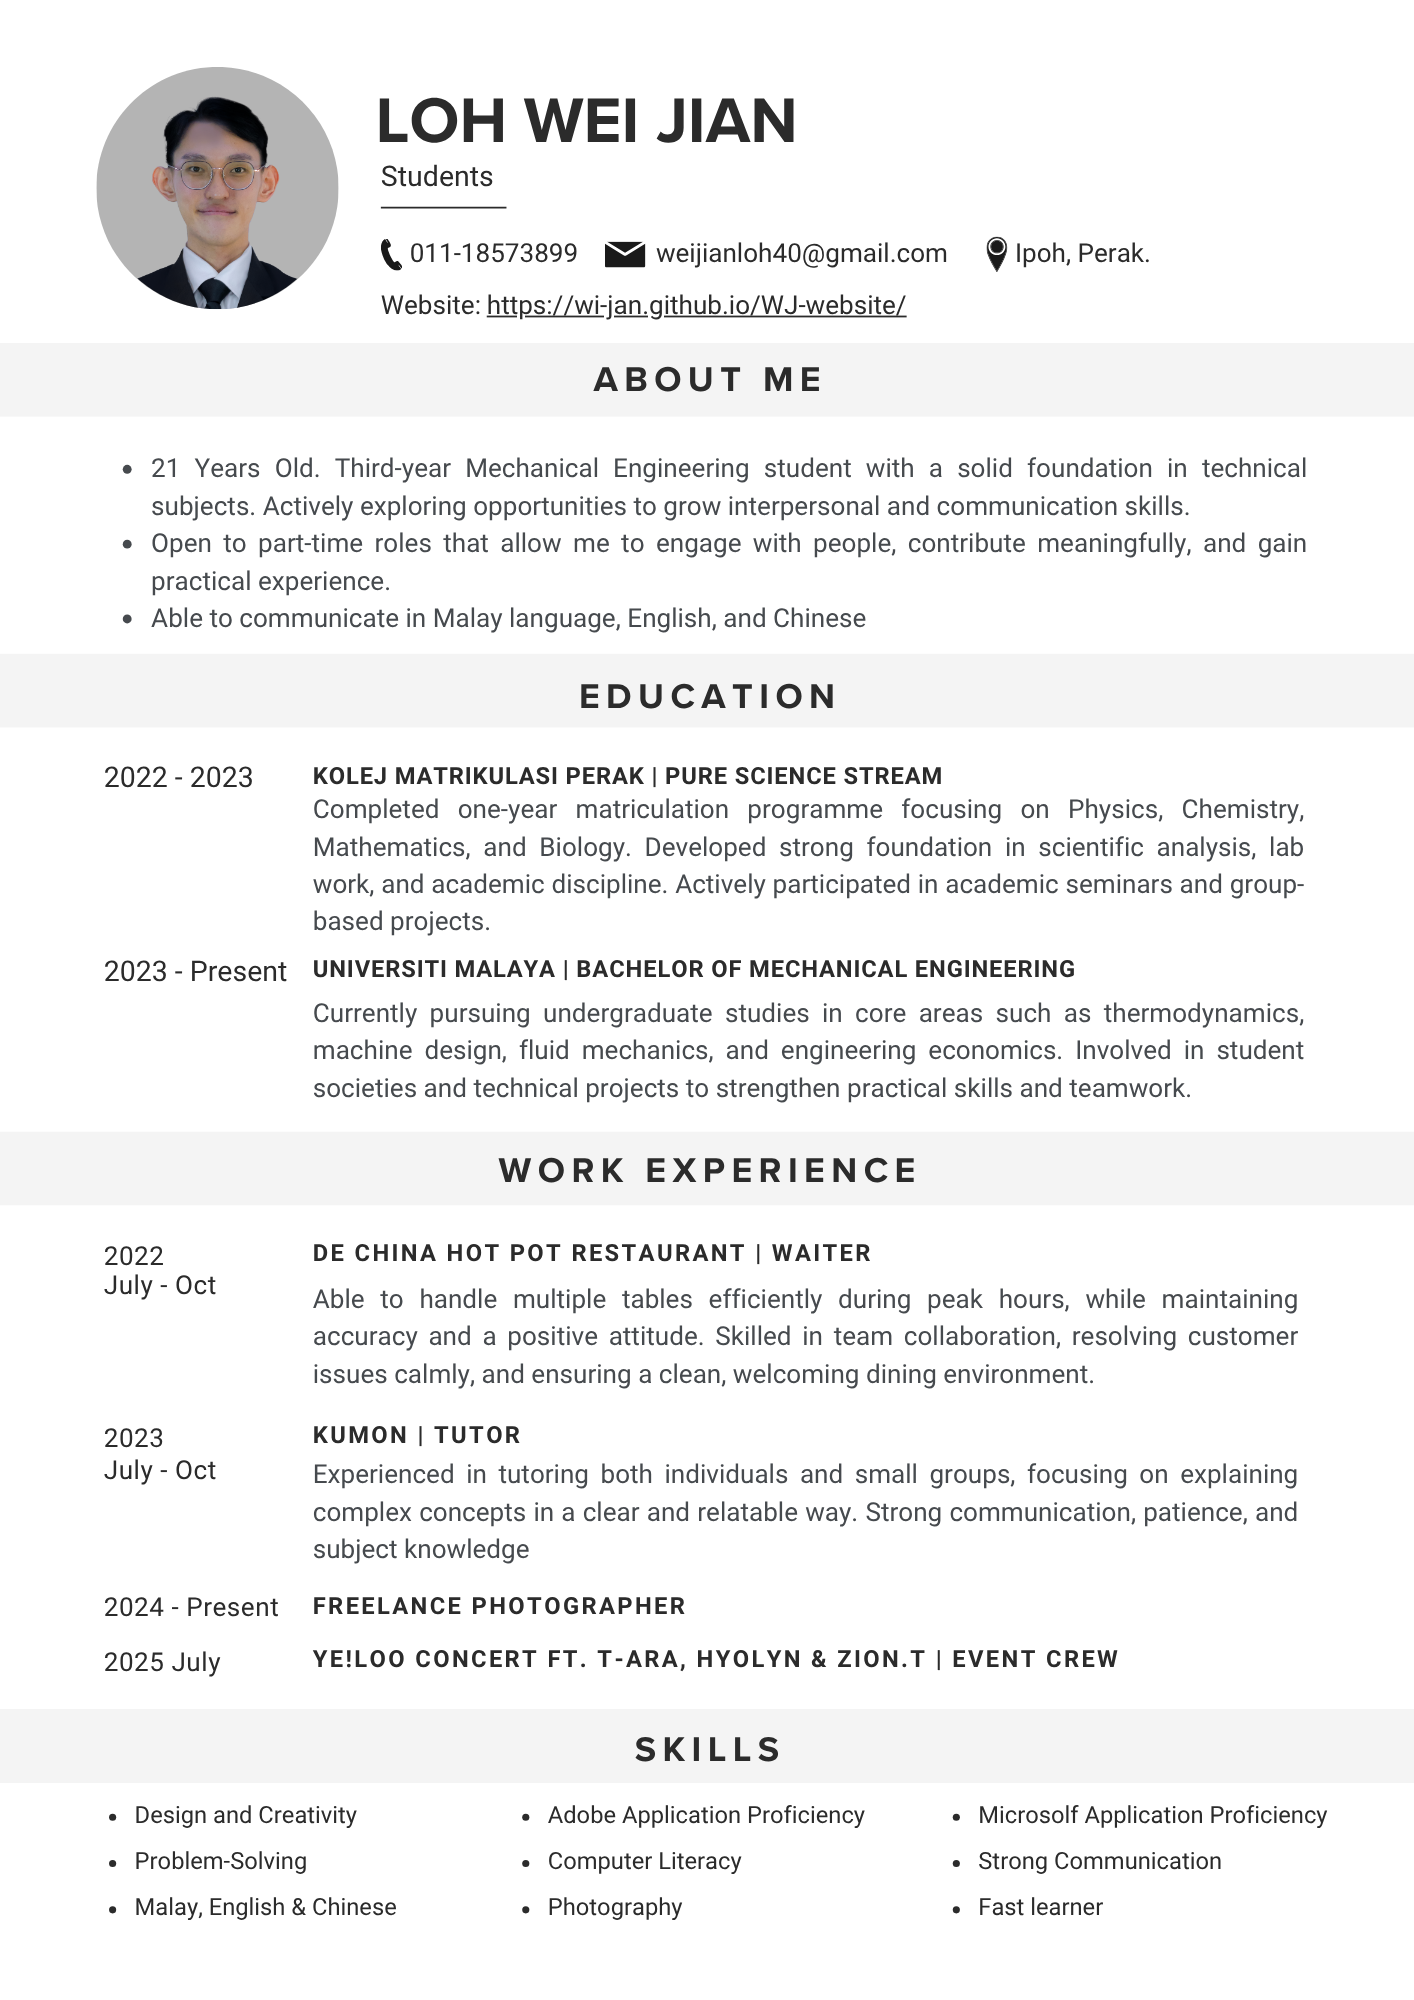 LOH WEI JIAN
Students
011-18573899 weijianloh40@gmail.com Ipoh, Perak.
Website: https://wi-jan.github.io/WJ-website/
ABOUT ME
• 21 Years Old. Third-year Mechanical Engineering student with a solid foundation in technical
subjects. Actively exploring opportunities to grow interpersonal and communication skills.
• Open to part-time roles that allow me to engage with people, contribute meaningfully, and gain
practical experience.
• Able to communicate in Malay language, English, and Chinese
EDUCATION
2022 - 2023 KOLEJ MATRIKULASI PERAK | PURE SCIENCE STREAM
Completed one-year matriculation programme focusing on Physics, Chemistry,
Mathematics, and Biology. Developed strong foundation in scientific analysis, lab
work, and academic discipline. Actively participated in academic seminars and group-
based projects.
2023 - Present UNIVERSITI MALAYA | BACHELOR OF MECHANICAL ENGINEERING
Currently pursuing undergraduate studies in core areas such as thermodynamics,
machine design, fluid mechanics, and engineering economics. Involved in student
societies and technical projects to strengthen practical skills and teamwork.
WORK EXPERIENCE
2022
July - Oct
DE CHINA HOT POT RESTAURANT | WAITER
Able to handle multiple tables efficiently during peak hours, while maintaining
accuracy and a positive attitude. Skilled in team collaboration, resolving customer
issues calmly, and ensuring a clean, welcoming dining environment.
2023
July - Oct
KUMON | TUTOR
Experienced in tutoring both individuals and small groups, focusing on explaining
complex concepts in a clear and relatable way. Strong communication, patience, and
subject knowledge
2024 - Present FREELANCE PHOTOGRAPHER
2025 July YE!LOO CONCERT FT. T-ARA, HYOLYN & ZION.T | EVENT CREW
SKILLS
• Design and Creativity
• Problem-Solving
• Malay, English & Chinese
• Adobe Application Proficiency
• Computer Literacy
• Photography
• Microsolf Application Proficiency
• Strong Communication
• Fast learner